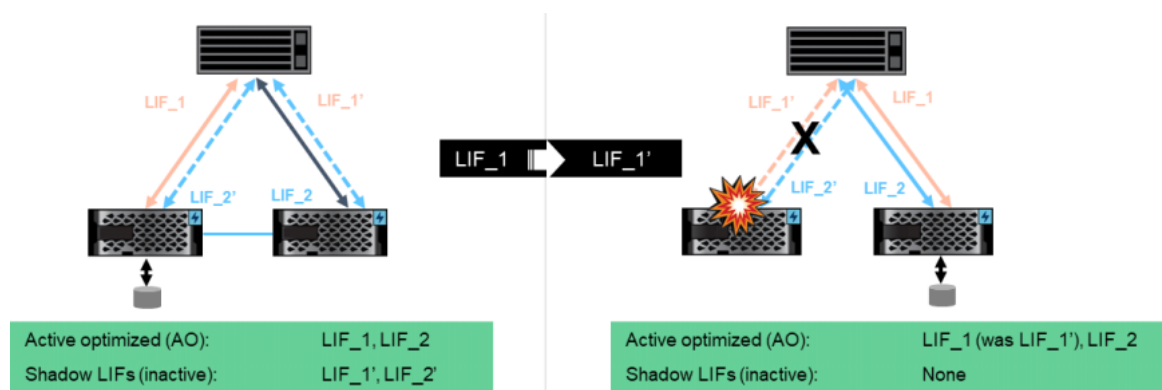 LIF_1
LIF_1’
LIF_2’
LIF_2
Active optimized (AO): LIF_1, LIF_2
Shadow LIFs (inactive): LIF_1’, LIF_2’
LIF_1 LIF_1’
LIF_1’
LIF_1
X
LIF_2’
LIF_2
Active optimized (AO): LIF_1 (was LIF_1’), LIF_2
Shadow LIFs (inactive): None